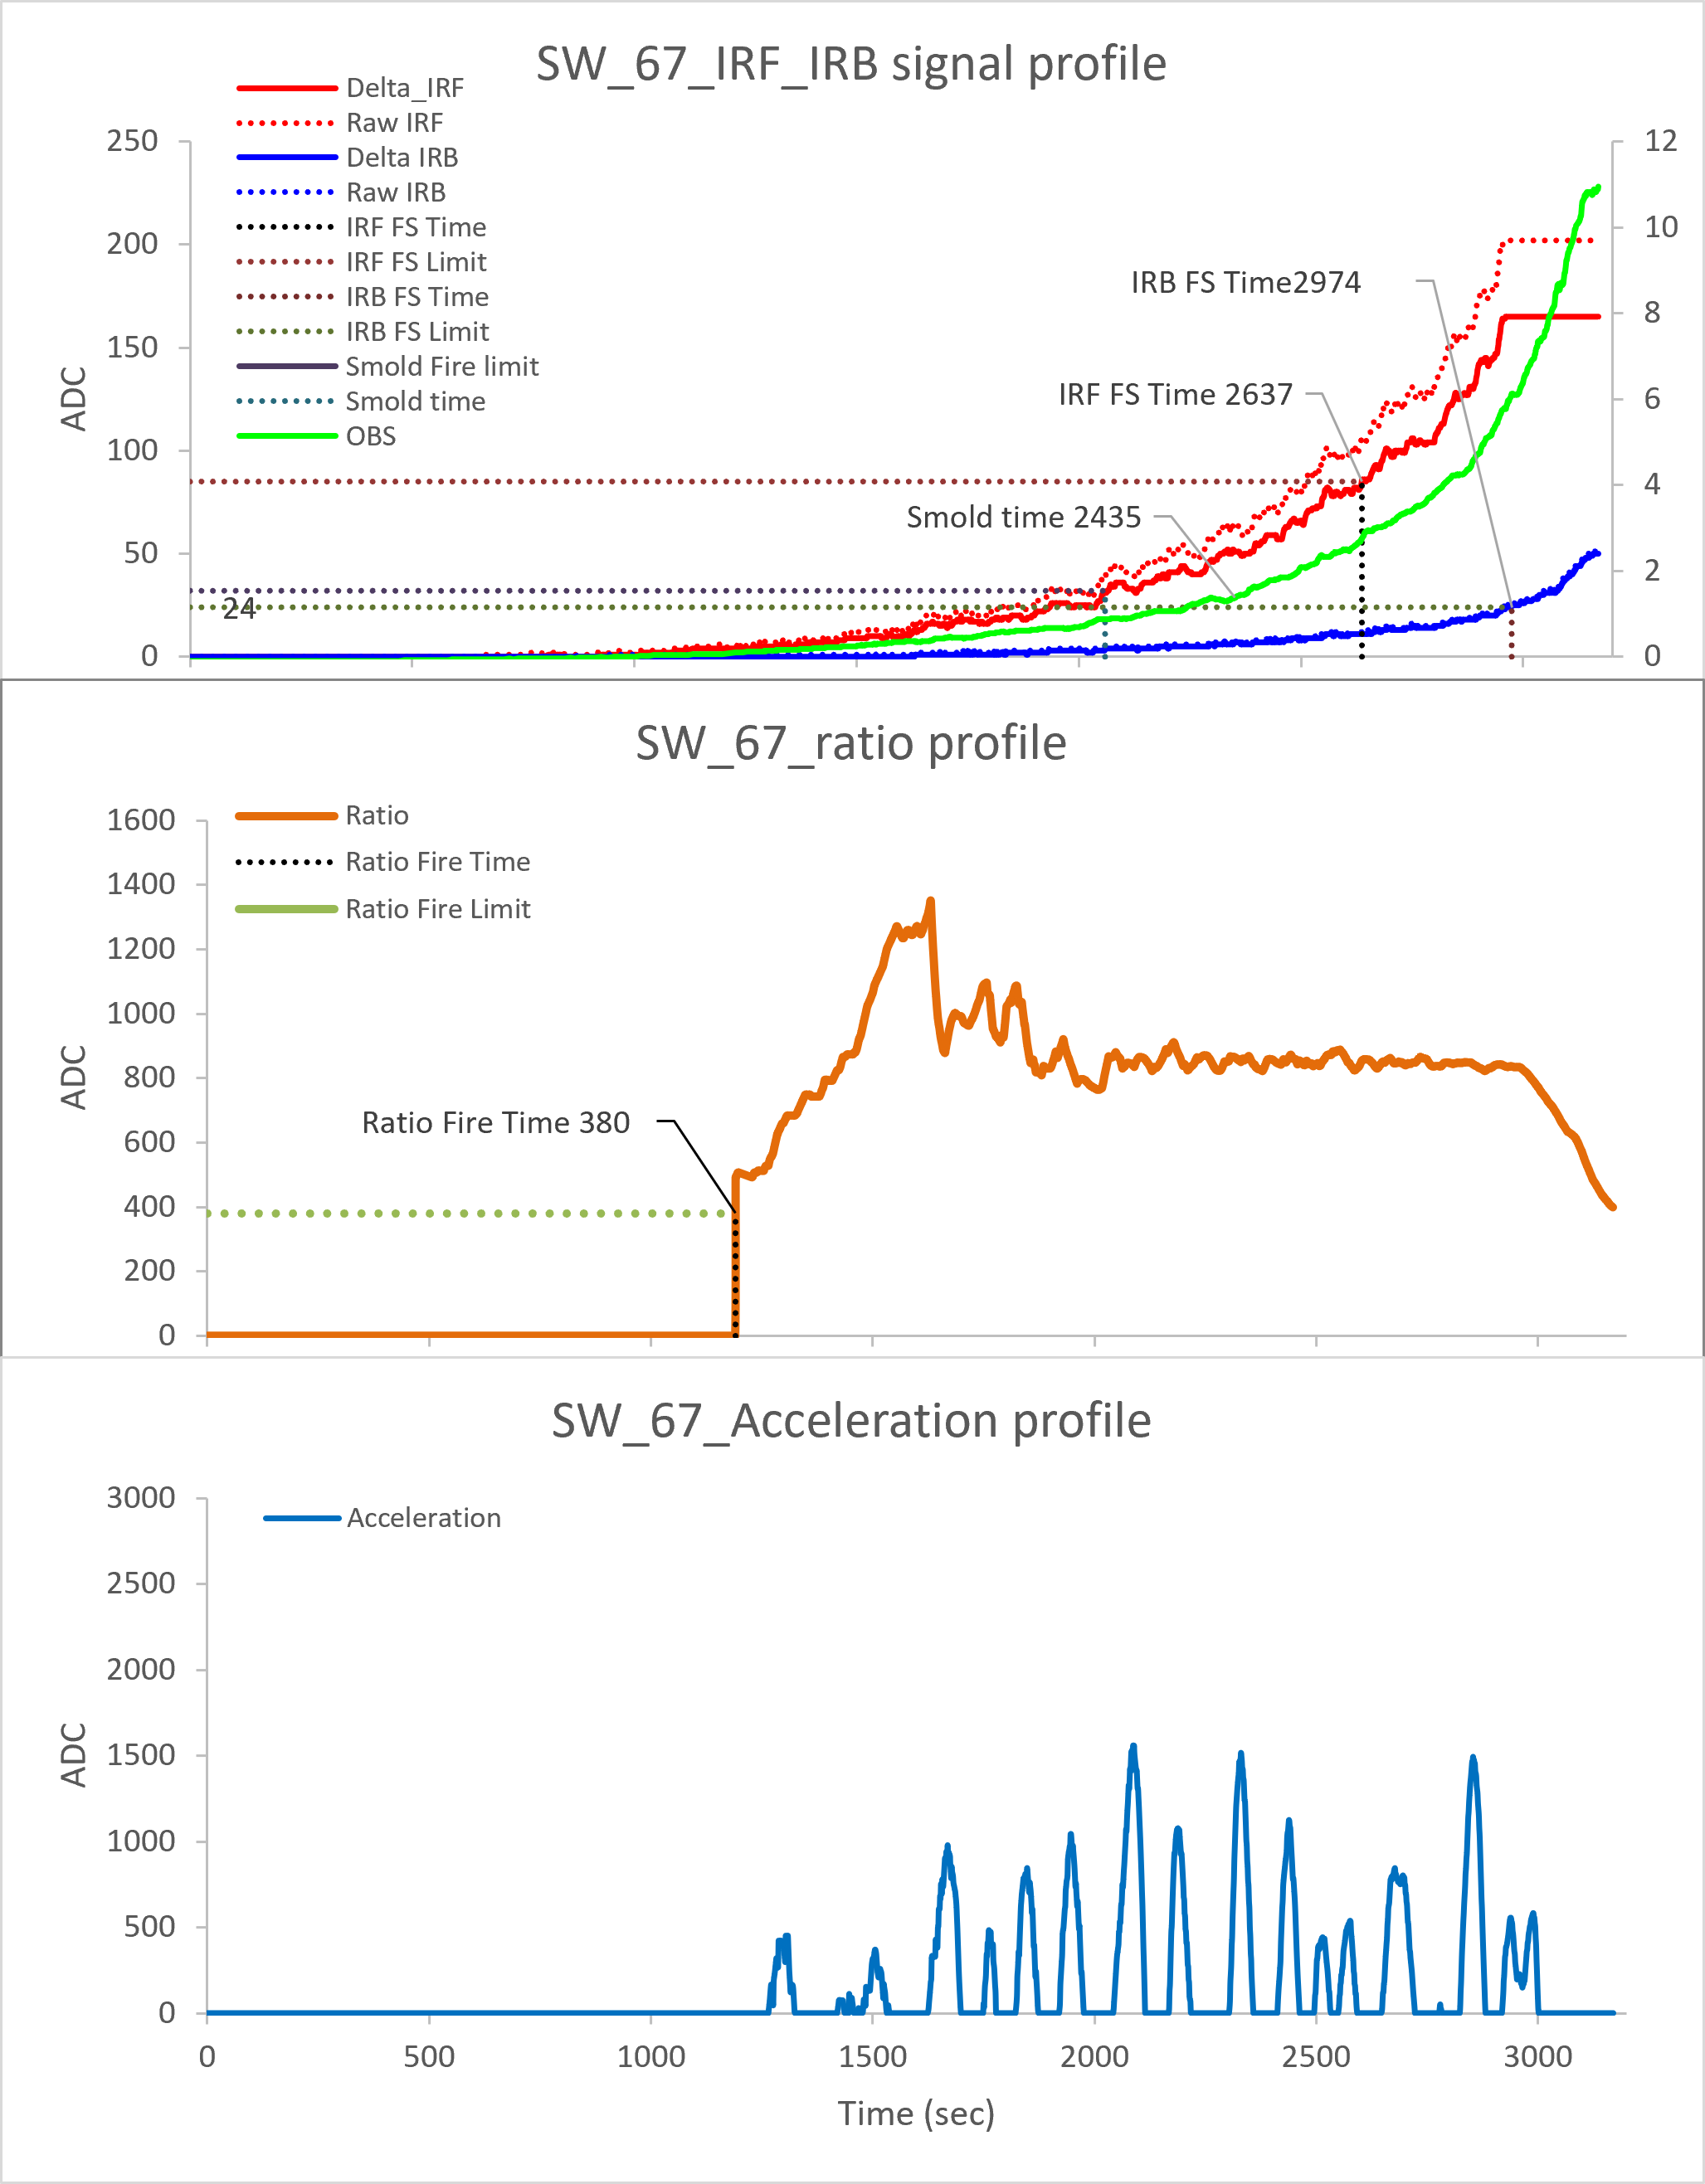 SW_67_IRF_IRB signal profile
Delta_IRF
Raw IRF
Delta IRB
Raw IRB
IRF FS Time
IRF FS Limit
IRB FS Time
IRB FS Limit
Smold Fire limit
Smold time
OBS
ADC
250
200
150
100
50
0
12
10
8
6
4
2
0
IRB FS Time2974
IRF FS Time 2637
Smold time 2435
24
SW_67_ratio profile
Ratio
Ratio Fire Time
Ratio Fire Limit
ADC
1600
1400
1200
1000
800
600
400
200
0
Ratio Fire Time 380
SW_67_Acceleration profile
Acceleration
ADC
3000
2500
2000
1500
1000
500
0
0 500 1000 1500 2000 2500 3000
Time (sec)